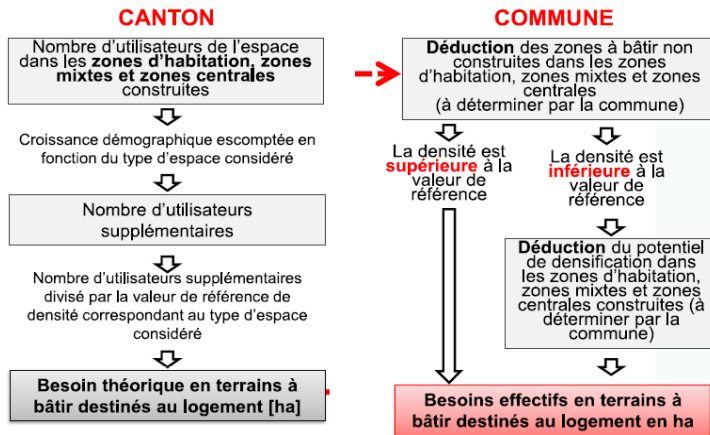 CANTON
Nombre d'utilisateurs de l'espace
dans les zones d'habitation, zones
mixtes et zones centrales
construites
Croissance démographique escomptée en
fonction du type d'espace considéré
Nombre d'utilisateurs
supplémentaires
Nombre d'utilisateurs supplémentaires
divisé par la valeur de référence de
densité correspondant au type d'espace
considéré
Besoin théorique en terrains à
bâtir destinés au logement [ha]
COMMUNE
Déduction des zones à bâtir non
construites dans les zones
d'habitation, zones mixtes et zones
centrales
(à déterminer par la commune)
La densité est
supérieure à la
valeur de
référence
La densité est
inférieure à la
valeur de
référence
Déduction du potentiel
de densification dans
les zones d'habitation,
zones mixtes et zones
centrales construites (à
déterminer par la
commune)
Besoins effectifs en terrains à
bâtir destinés au logement en ha